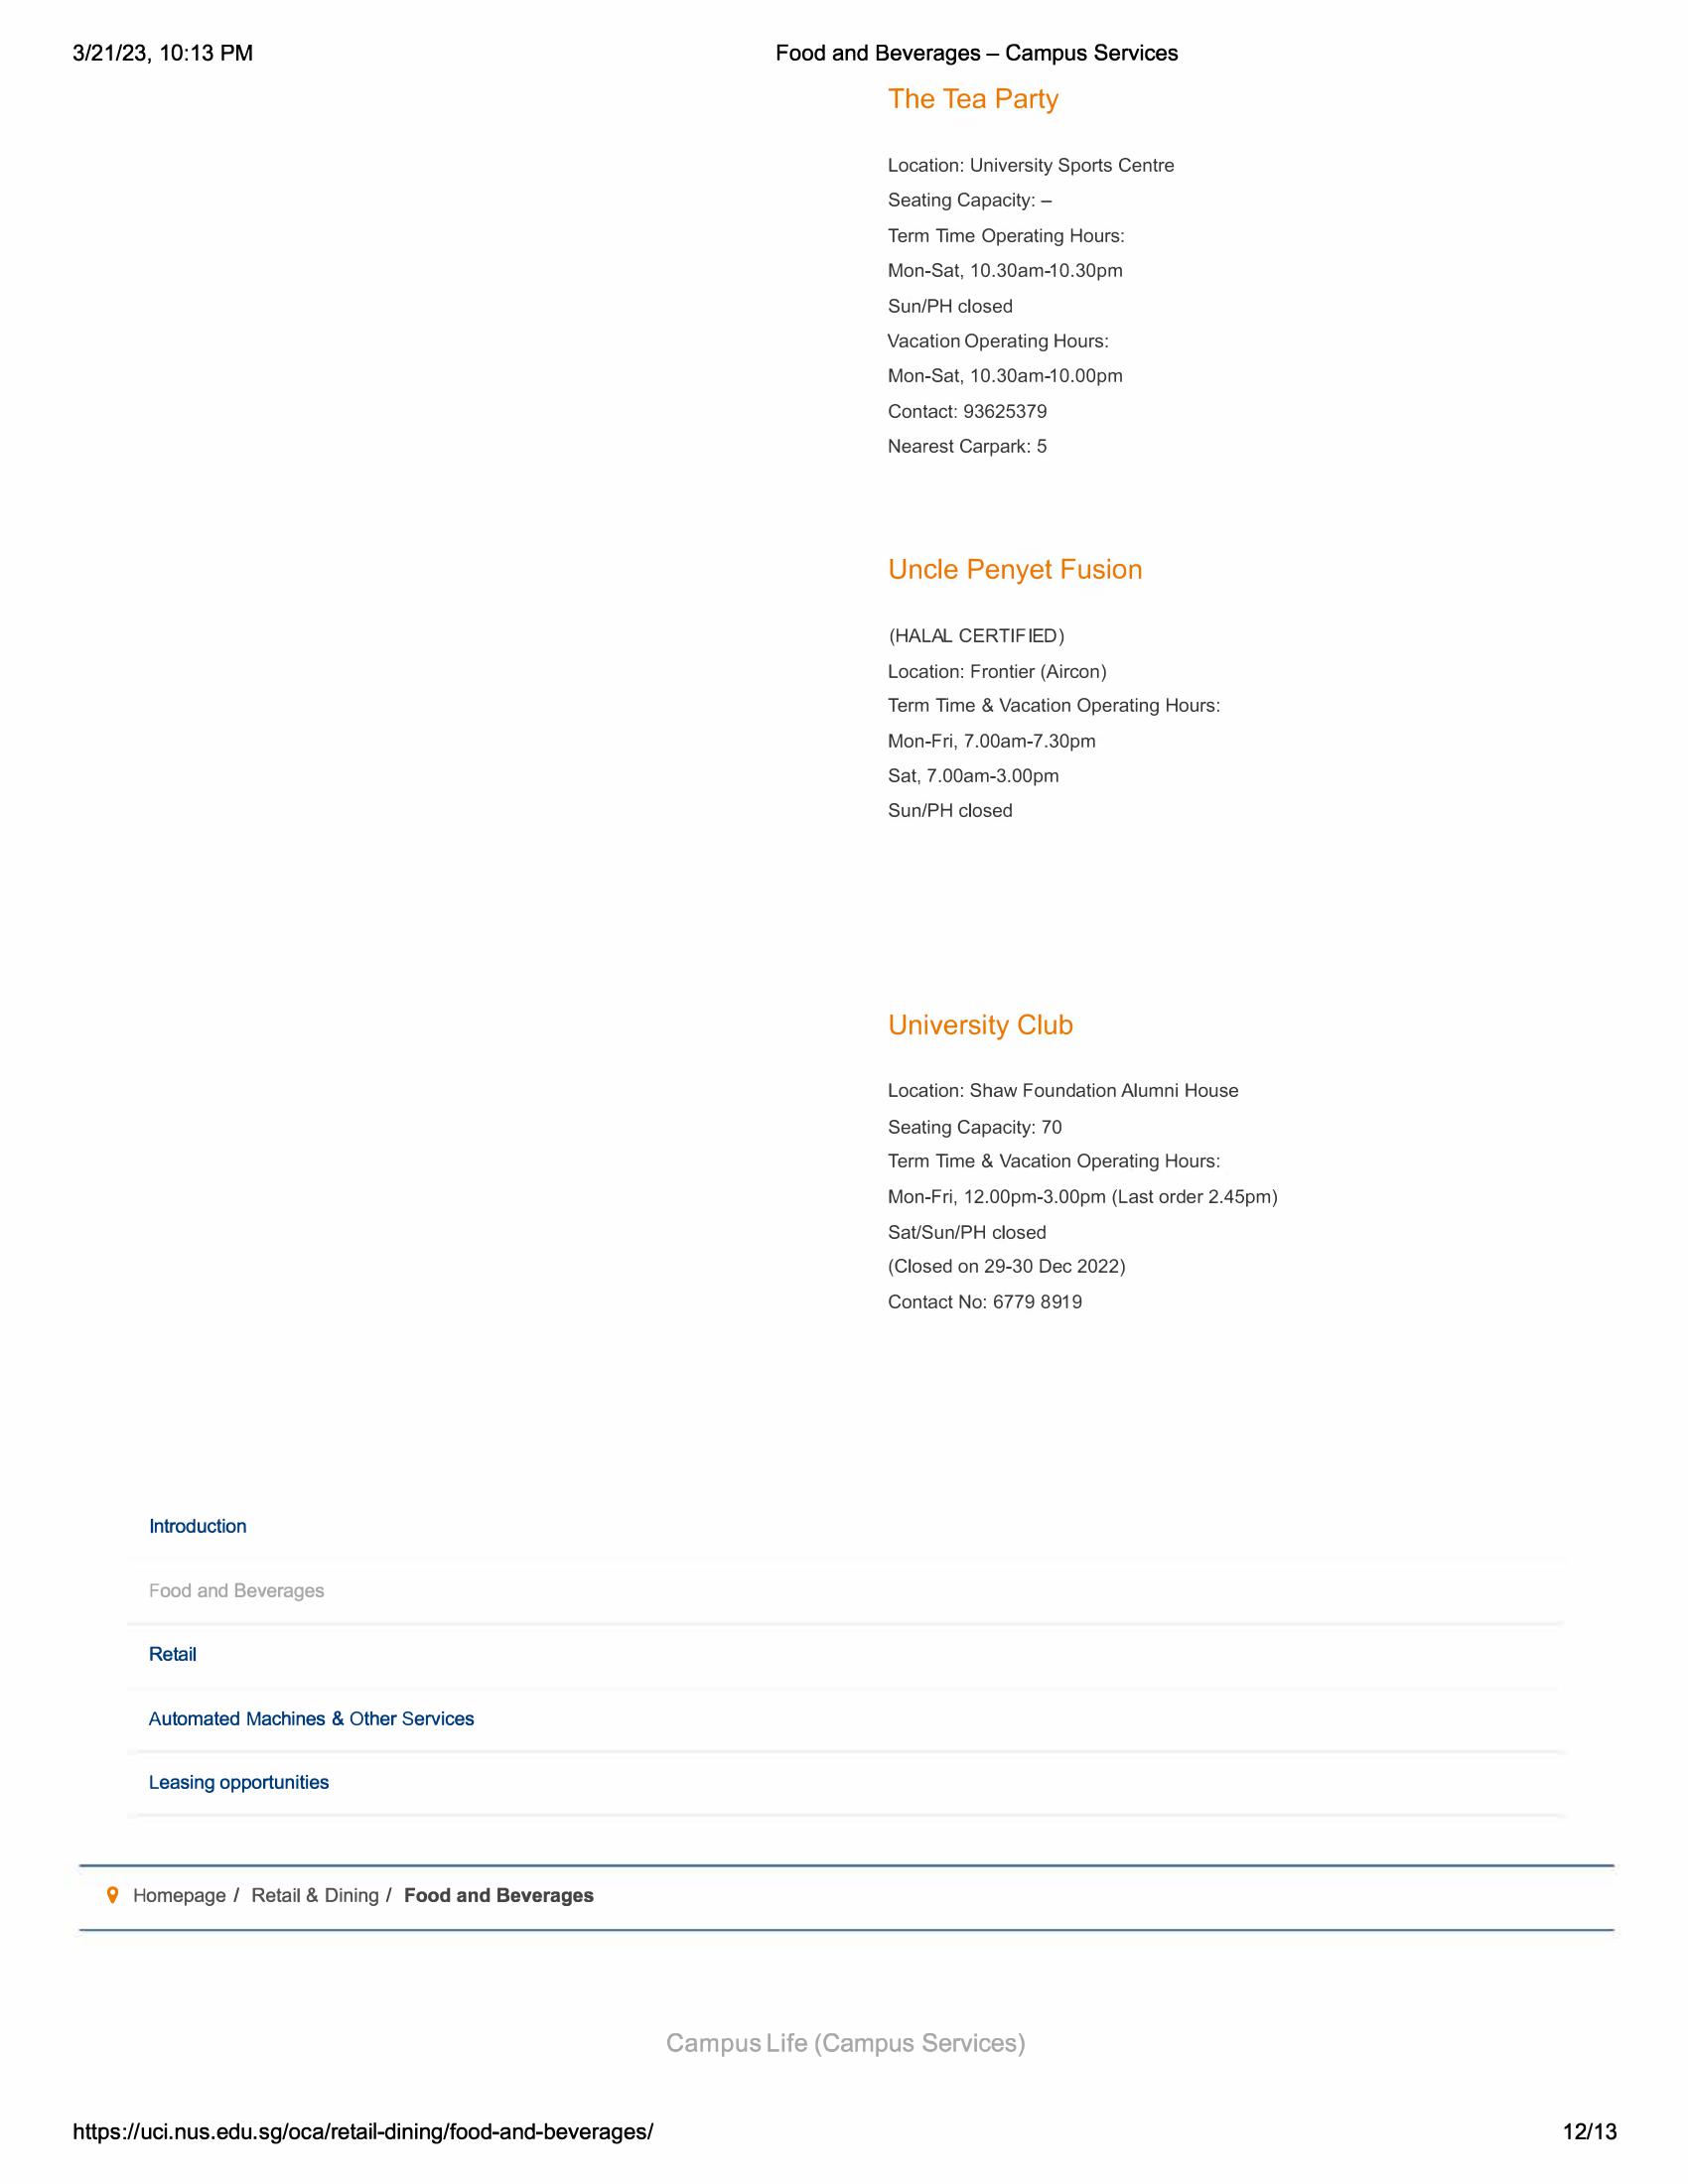 3/21/23, 10:13 PM
Food and Beverages – Campus Services
The Tea Party
Location: University Sports Centre
Seating Capacity: –
Term Time Operating Hours:
Mon-Sat, 10.30am-10.30pm
Sun/PH closed
Vacation Operating Hours:
Mon-Sat, 10.30am-10.00pm
Contact: 93625379
Nearest Carpark: 5
Uncle Penyet Fusion
(HALAL CERTIFIED)
Location: Frontier (Aircon)
Term Time & Vacation Operating Hours:
Mon-Fri, 7.00am-7.30pm
Sat, 7.00am-3.00pm
Sun/PH closed
University Club
Location: Shaw Foundation Alumni House
Seating Capacity: 70
Term Time & Vacation Operating Hours:
Mon-Fri, 12.00pm-3.00pm (Last order 2.45pm)
Sat/Sun/PH closed
(Closed on 29-30 Dec 2022)
Contact No: 6779 8919
Introduction
Food and Beverages
Retail
Automated Machines & Other Services
Leasing opportunities
Homepage / Retail & Dining / Food and Beverages
Campus Life (Campus Services)
https://uci.nus.edu.sg/oca/retail-dining/food-and-beverages/
12/13